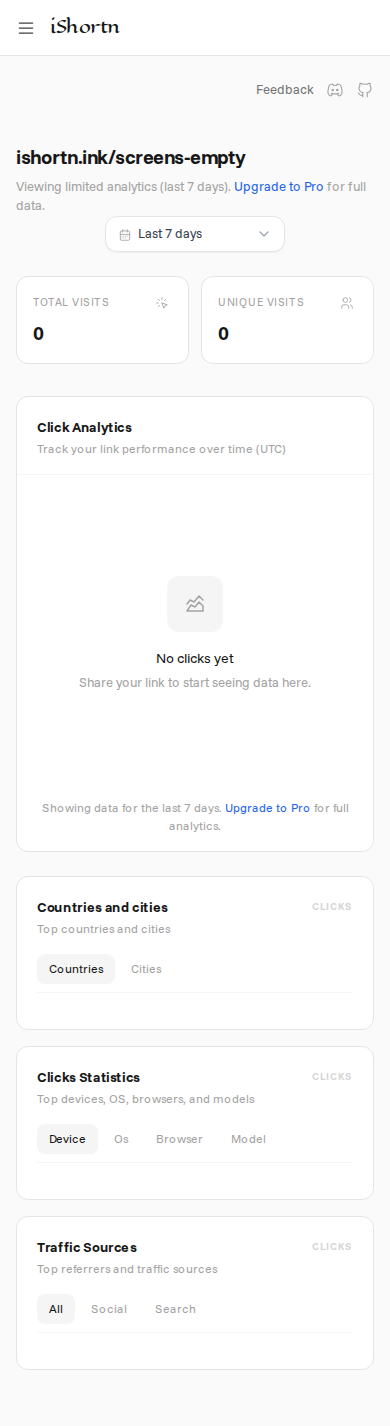 iShortn
Feedback
ishortn.ink/screens-empty
Viewing limited analytics (last 7 days). Upgrade to Pro for full
data.
Last 7 days
TOTAL VISITS
0
UNIQUE VISITS
0
Click Analytics
Track your link performance over time (UTC)
No clicks yet
Share your link to start seeing data here.
Showing data for the last 7 days. Upgrade to Pro for full
analytics.
Countries and cities
CLICKS
Top countries and cities
Countries Cities
Clicks Statistics
CLICKS
Top devices, OS, browsers, and models
Device Os Browser Model
Traffic Sources
CLICKS
Top referrers and traffic sources
All Social Search